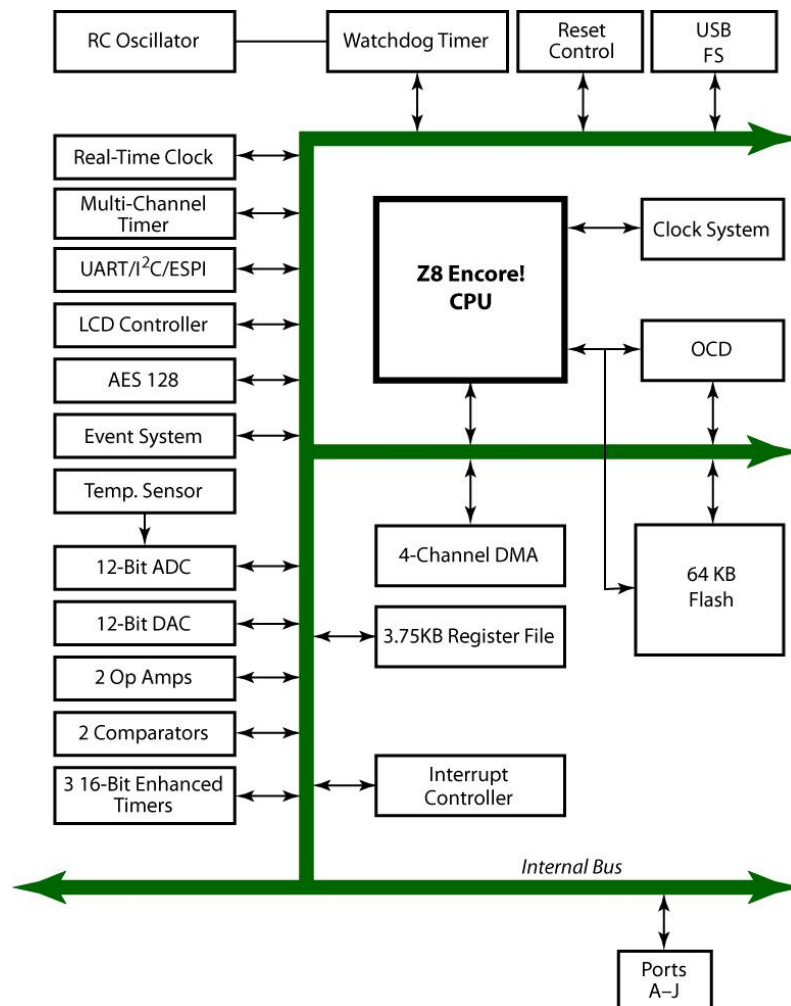 RC Oscillator
Watchdog Timer
Reset
Control
USB
FS
Real-Time Clock
Multi-Channel
Timer
UART/I²C/ESPI
LCD Controller
AES 128
Event System
Temp. Sensor
12-Bit ADC
12-Bit DAC
2 Op Amps
2 Comparators
3 16-Bit Enhanced
Timers
Z8 Encore!
CPU
Clock System
OCD
4-Channel DMA
64 KB
Flash
3.75KB Register File
Interrupt
Controller
Internal Bus
Ports
A–J